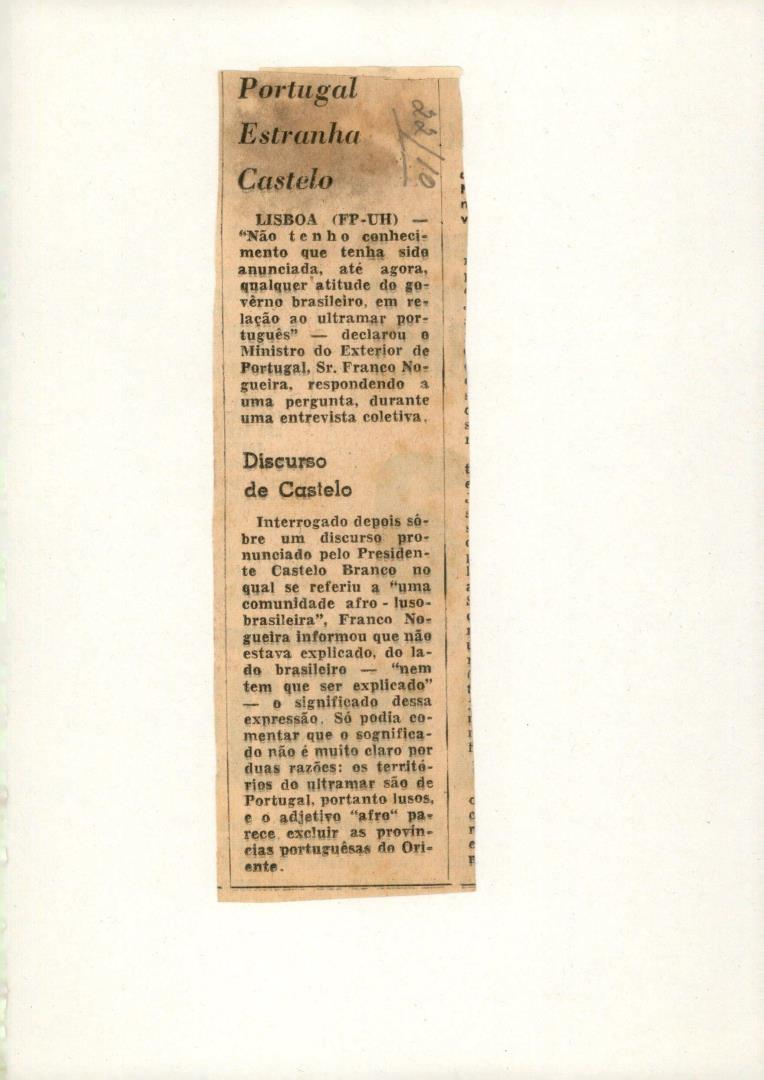 Portugal
Estranha
Castelo
22/10
LISBOA (FP-UH) —
"Não tenho conheci-
mento que tenha sido
anunciada, até agora,
qualquer atitude do go-
vêrno brasileiro, em re-
lação ao ultramar por-
tuguês" — declarou o
Ministro do Exterior de
Portugal, Sr. Franco No-
gueira, respondendo a
uma pergunta, durante
uma entrevista coletiva.
Discurso
de Castelo
Interrogado depois sô-
bre um discurso pro-
nunciado pelo Presiden-
te Castelo Branco no
qual se referiu a "uma
comunidade afro - luso-
brasileira", Franco No-
gueira informou que não
estava explicado, do la-
do brasileiro — "nem
tem que ser explicado"
— o significado dessa
expressão. Só podia co-
mentar que o sognifica-
do não é muito claro por
duas razões: os territó-
rios do ultramar são de
Portugal, portanto lusos,
e o adjetivo "afro" pa-
rece excluir as provín-
cias portuguêsas do Ori-
ente.